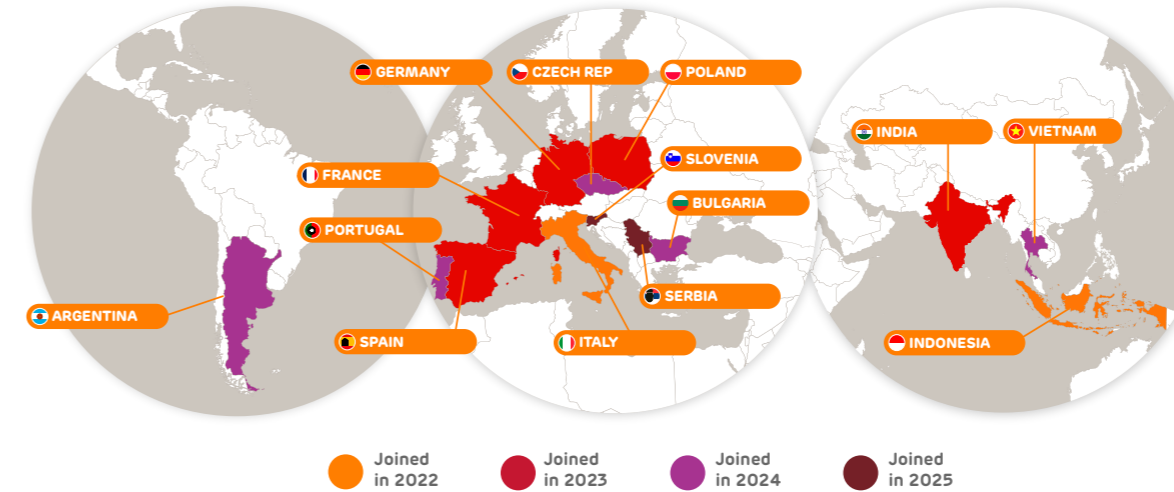 GERMANY
CZECH REP
POLAND
INDIA
VIETNAM
SLOVENIA
FRANCE
BULGARIA
PORTUGAL
SERBIA
ARGENTINA
SPAIN
ITALY
INDONESIA
Joined
in 2022
Joined
in 2023
Joined
in 2024
Joined
in 2025